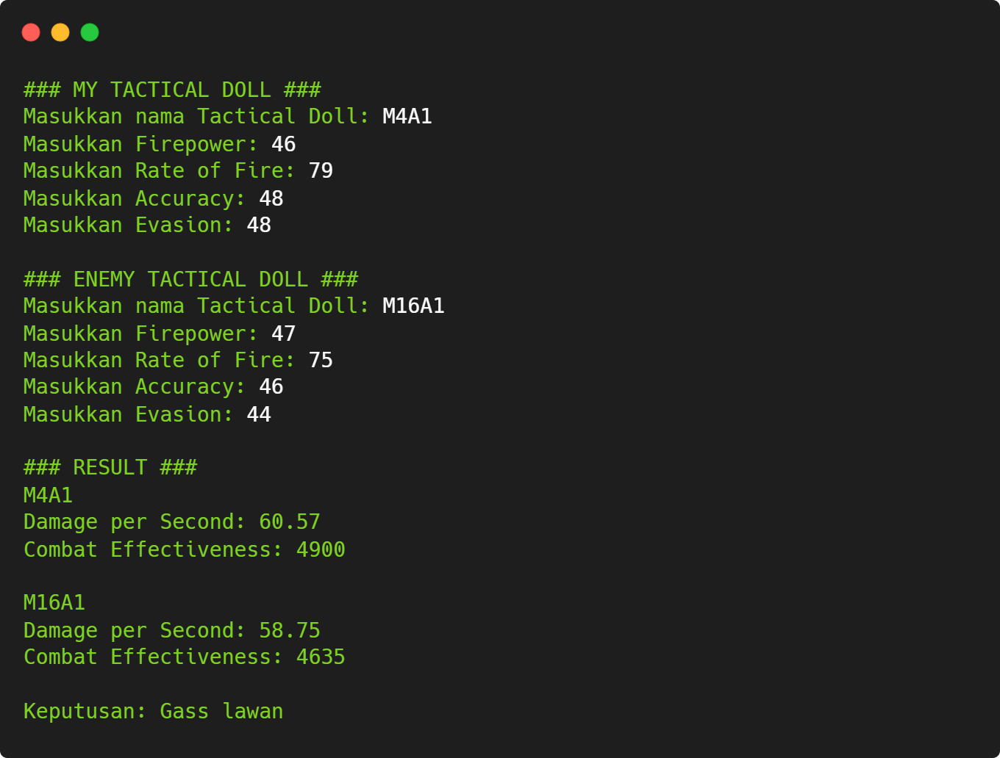 ### MY TACTICAL DOLL ###
Masukkan nama Tactical Doll: M4A1
Masukkan Firepower: 46
Masukkan Rate of Fire: 79
Masukkan Accuracy: 48
Masukkan Evasion: 48

### ENEMY TACTICAL DOLL ###
Masukkan nama Tactical Doll: M16A1
Masukkan Firepower: 47
Masukkan Rate of Fire: 75
Masukkan Accuracy: 46
Masukkan Evasion: 44

### RESULT ###
M4A1
Damage per Second: 60.57
Combat Effectiveness: 4900

M16A1
Damage per Second: 58.75
Combat Effectiveness: 4635

Keputusan: Gass lawan